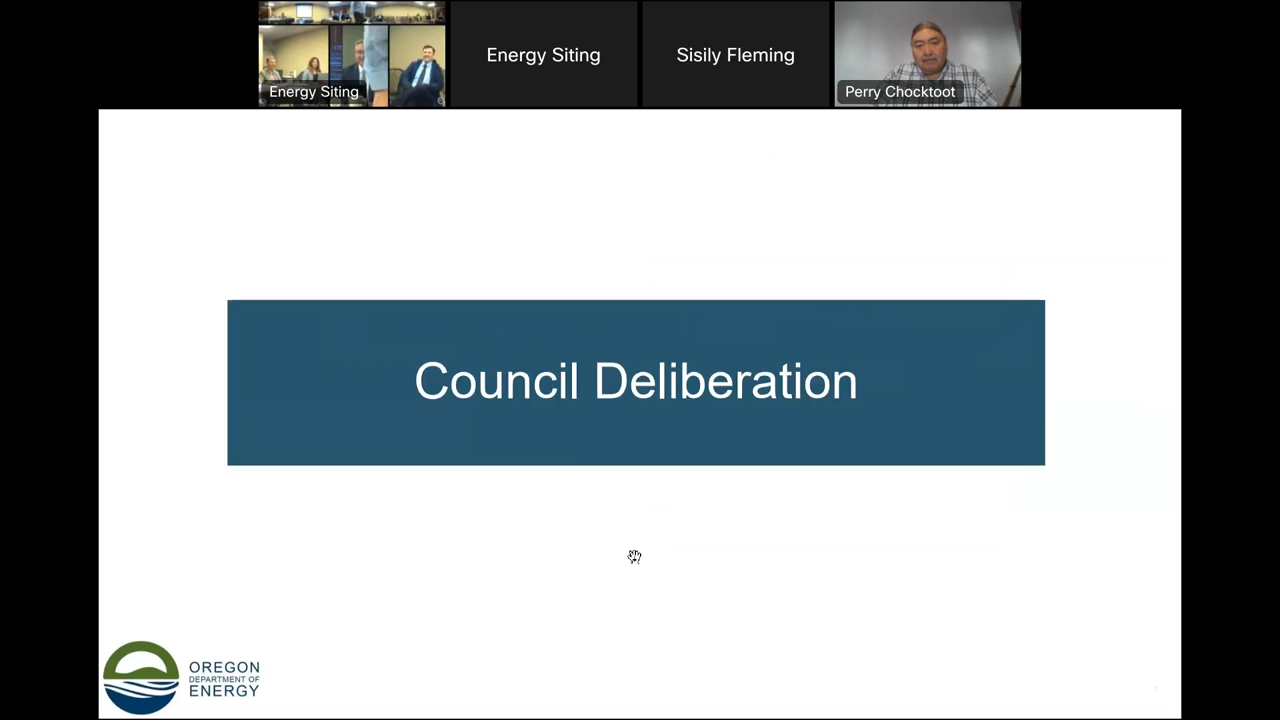 Energy Siting
Energy Siting
Sisily Fleming
Perry Chocktoot
Council Deliberation
OREGON
DEPARTMENT OF
ENERGY